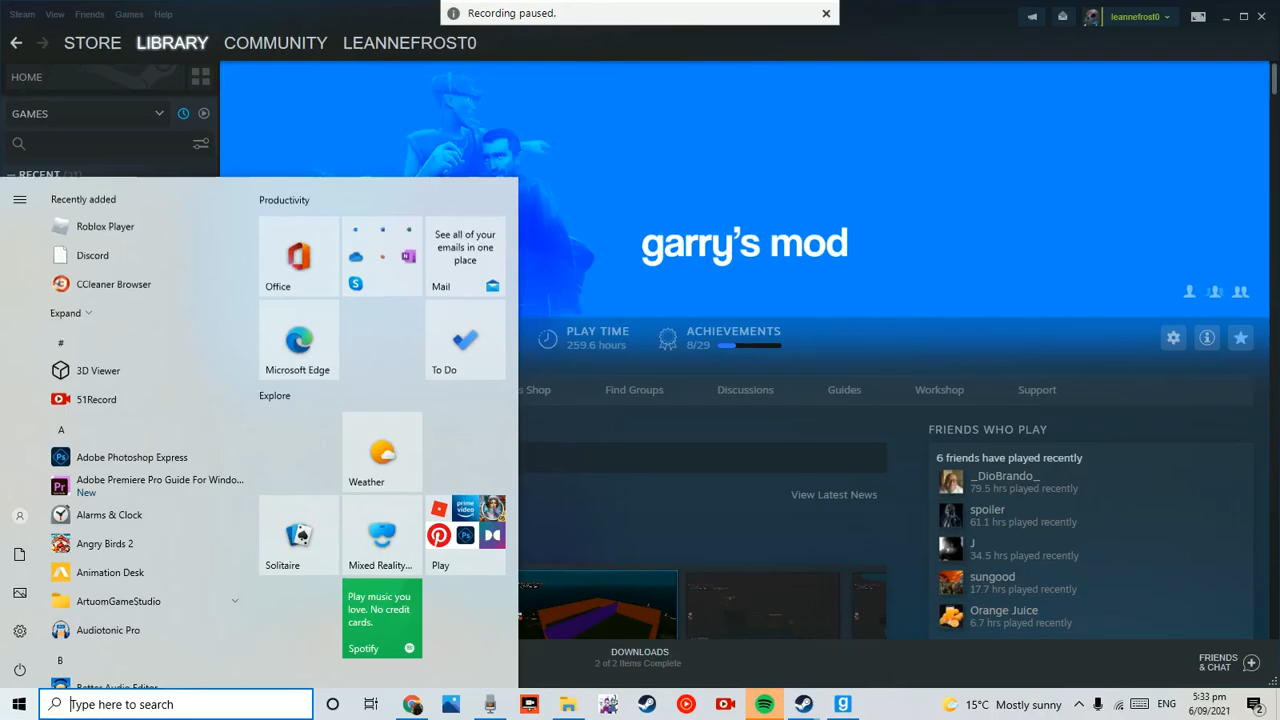 Steam View Friends Games Help
Recording paused.
leannefrost0
STORE LIBRARY COMMUNITY LEANNEFROST0
HOME
GAMES
RECENT
garry's mod
PLAY TIME
259.6 hours
ACHIEVEMENTS
8/29
s Shop Find Groups Discussions Guides Workshop Support
View Latest News
FRIENDS WHO PLAY
6 friends have played recently
_DioBrando_
79.5 hrs played recently
spoiler
61.1 hrs played recently
J
34.5 hrs played recently
sungood
17.7 hrs played recently
Orange Juice
6.7 hrs played recently
DOWNLOADS
2 of 2 Items Complete
FRIENDS
& CHAT
Recently added
Roblox Player
Discord
CCleaner Browser
Expand
#
3D Viewer
51Record
A
Adobe Photoshop Express
Adobe Premiere Pro Guide For Windo...
New
Alarms & Clock
Angry Birds 2
Animation Desk
ArtuomGameStudio
Audiotonic Pro
B
Better Audio Editor
Productivity
Office
See all of your
emails in one
place
Mail
Microsoft Edge
To Do
Explore
Weather
Solitaire
Mixed Reality...
prime video
Play
Play music you
love. No credit
cards.
Spotify
Type here to search
15°C Mostly sunny
ENG
5:33 pm
6/09/2021
2